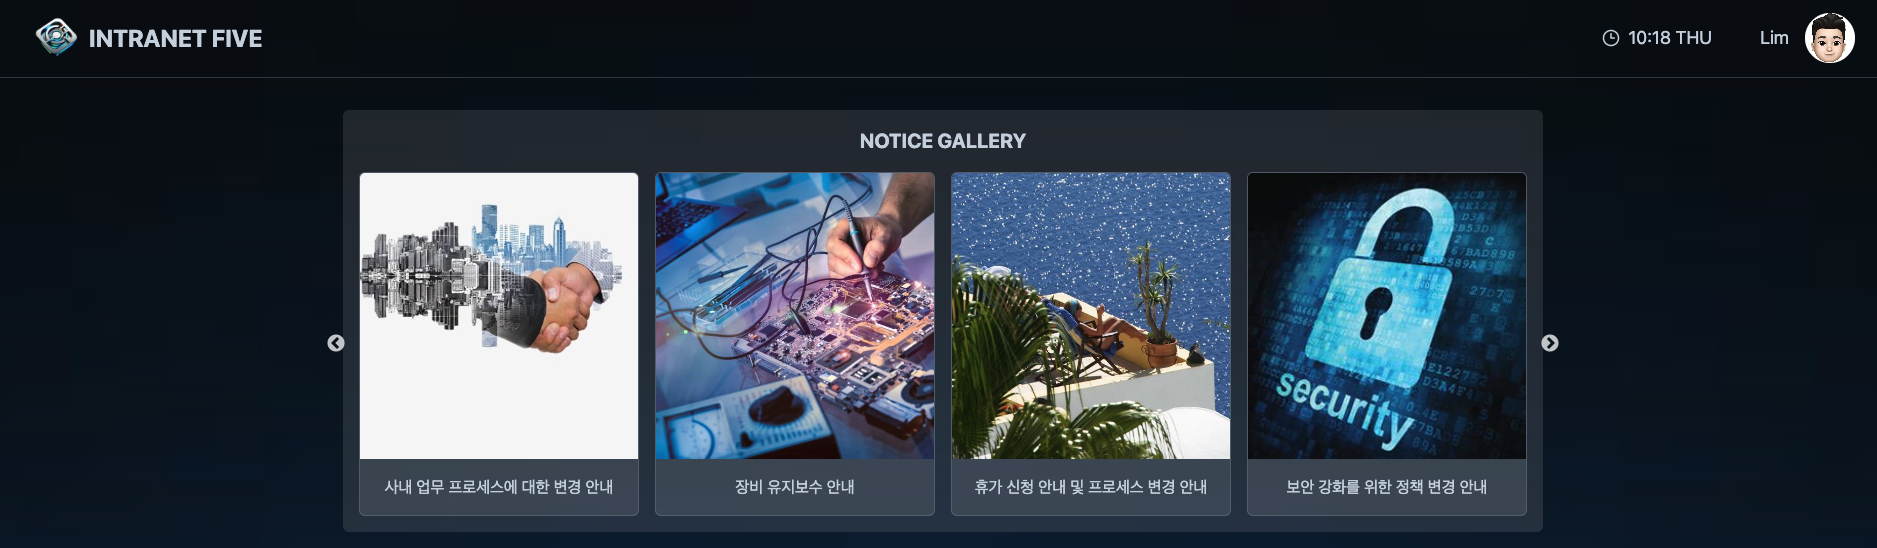 INTRANET FIVE
10:18 THU
Lim
NOTICE GALLERY
security
사내 업무 프로세스에 대한 변경 안내
장비 유지보수 안내
휴가 신청 안내 및 프로세스 변경 안내
보안 강화를 위한 정책 변경 안내